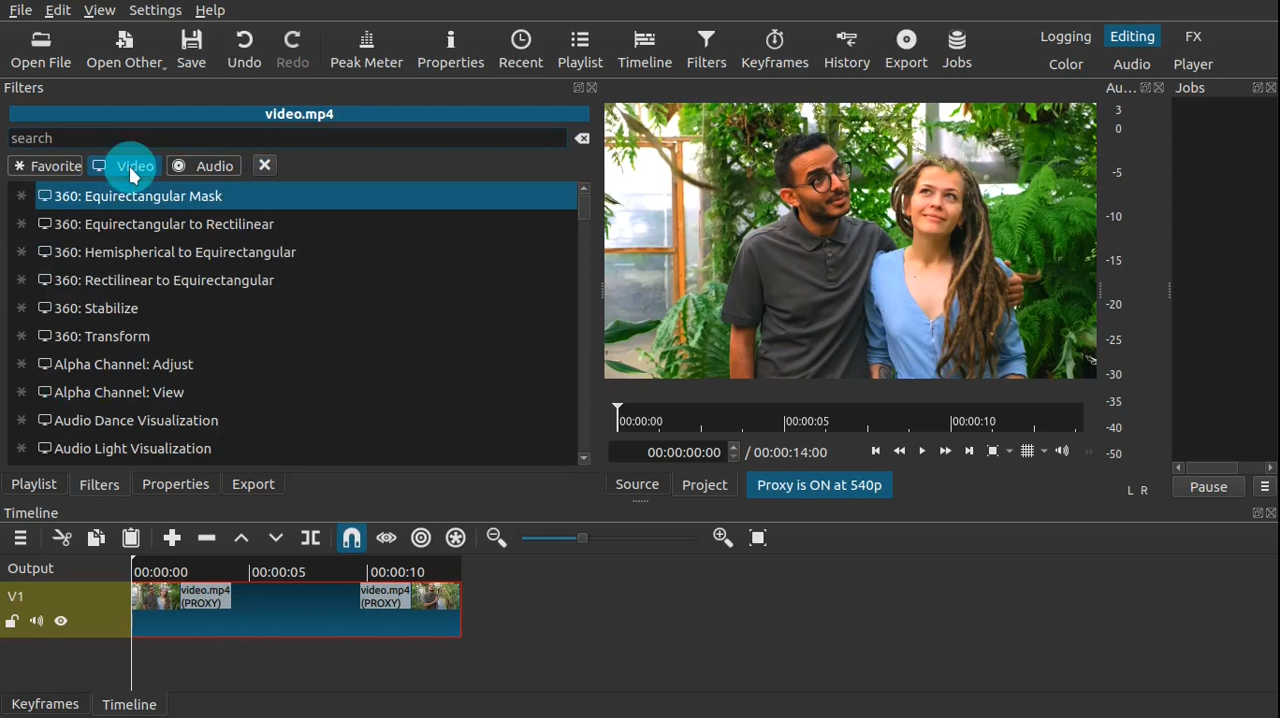 File Edit View Settings Help
Open File Open Other Save Undo Redo Peak Meter Properties Recent Playlist Timeline Filters Keyframes History Export Jobs
Logging Editing FX
Color Audio Player
Filters
video.mp4
search
Favorite Video Audio
360: Equirectangular Mask
360: Equirectangular to Rectilinear
360: Hemispherical to Equirectangular
360: Rectilinear to Equirectangular
360: Stabilize
360: Transform
Alpha Channel: Adjust
Alpha Channel: View
Audio Dance Visualization
Audio Light Visualization
Playlist Filters Properties Export
00:00:00 00:00:05 00:00:10
00:00:00:00 / 00:00:14:00
Source Project Proxy is ON at 540p
Au...
3
0
-5
-10
-15
-20
-25
-30
-35
-40
-50
L R
Jobs
Pause
Timeline
Output
00:00:00 00:00:05 00:00:10
V1
video.mp4
(PROXY)
video.mp4
(PROXY)
Keyframes Timeline